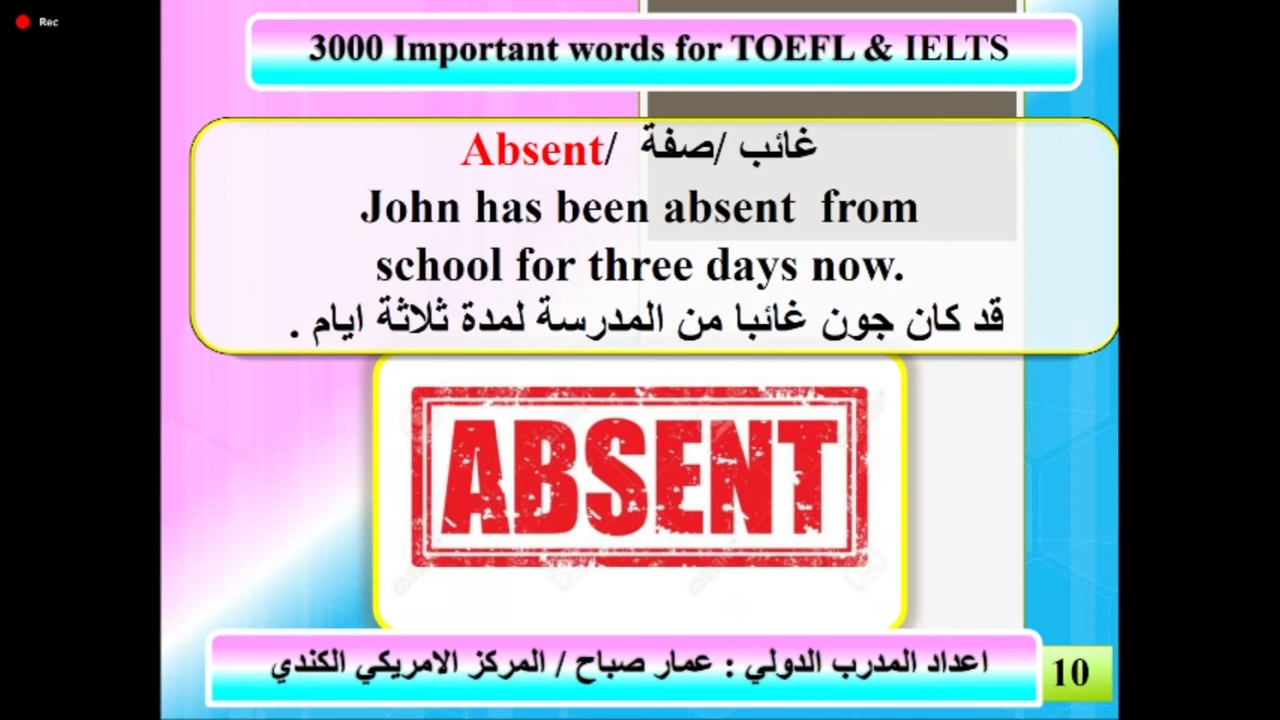 Rec
3000 Important words for TOEFL & IELTS
Absent/ غائب /صفة
John has been absent from
school for three days now.
قد كان جون غائبا من المدرسة لمدة ثلاثة ايام .
ABSENT
اعداد المدرب الدولي : عمار صباح / المركز الامريكي الكندي
10